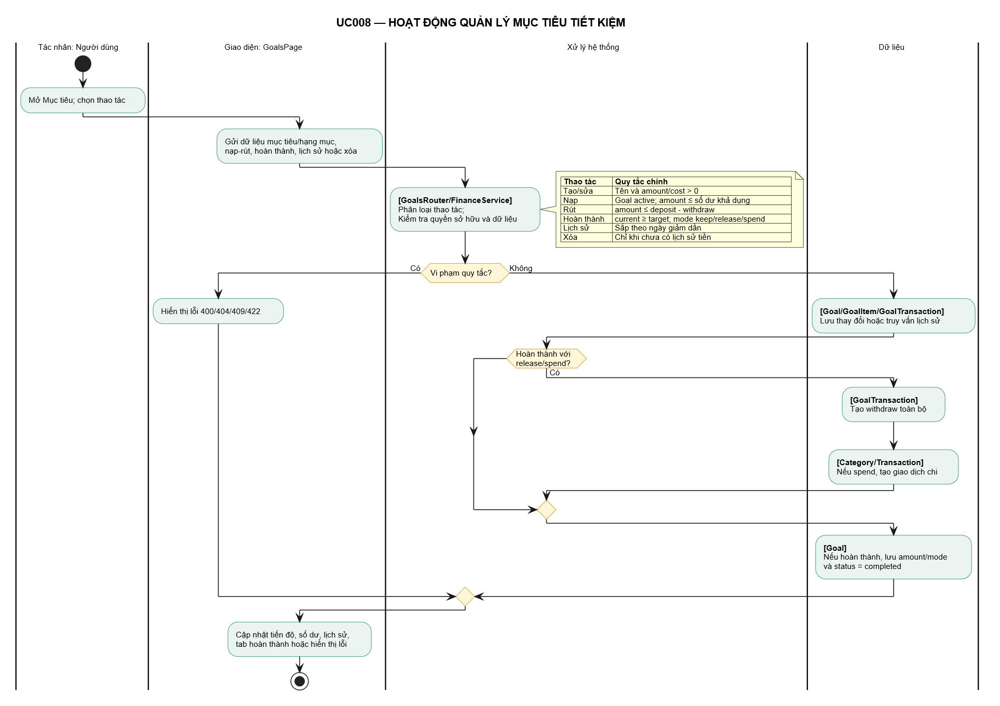 UC008 — HOẠT ĐỘNG QUẢN LÝ MỤC TIÊU TIẾT KIỆM
Tác nhân: Người dùng
Giao diện: GoalsPage
Xử lý hệ thống
Dữ liệu
Mở Mục tiêu; chọn thao tác
Gửi dữ liệu mục tiêu/hạng mục,
nạp-rút, hoàn thành, lịch sử hoặc xóa
[GoalsRouter/FinanceService]
Phân loại thao tác;
Kiểm tra quyền sở hữu và dữ liệu
Thao tác Quy tắc chính
Tạo/sửa Tên và amount/cost > 0
Nạp Goal active; amount ≤ số dư khả dụng
Rút amount ≤ deposit - withdraw
Hoàn thành current ≥ target; mode keep/release/spend
Lịch sử Sắp theo ngày giảm dần
Xóa Chỉ khi chưa có lịch sử tiền
Có
Vi phạm quy tắc?
Không
Hiển thị lỗi 400/404/409/422
[Goal/GoalItem/GoalTransaction]
Lưu thay đổi hoặc truy vấn lịch sử
Hoàn thành với
release/spend?
Có
[GoalTransaction]
Tạo withdraw toàn bộ
[Category/Transaction]
Nếu spend, tạo giao dịch chi
[Goal]
Nếu hoàn thành, lưu amount/mode
và status = completed
Cập nhật tiến độ, số dư, lịch sử,
tab hoàn thành hoặc hiển thị lỗi